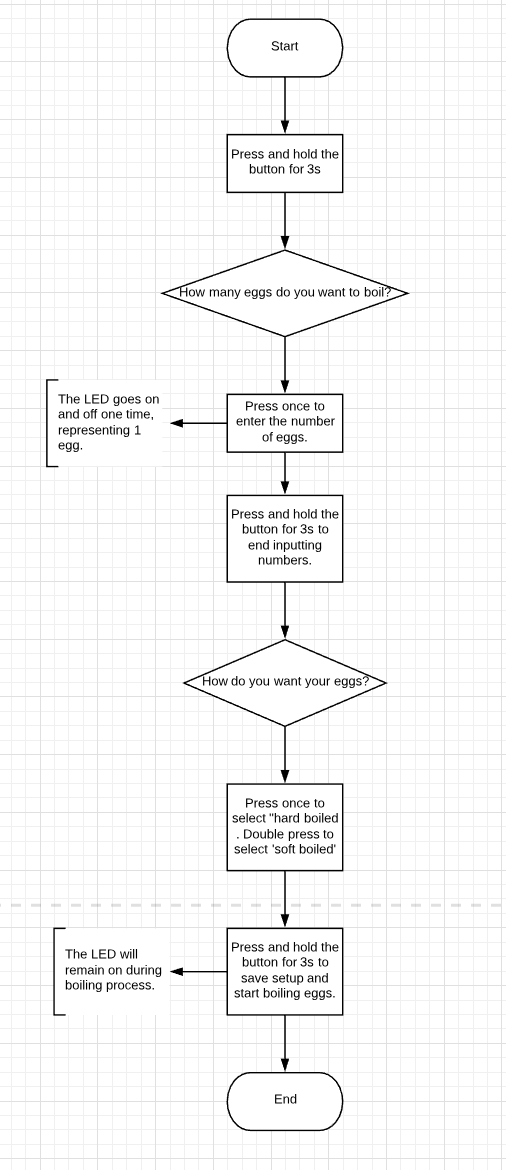 Start
Press and hold the
button for 3s
How many eggs do you want to boil?
The LED goes on
and off one time,
representing 1
egg.
Press once to
enter the number
of eggs.
Press and hold the
button for 3s to
end inputting
numbers.
How do you want your eggs?
Press once to
select "hard boiled
. Double press to
select 'soft boiled'
The LED will
remain on during
boiling process.
Press and hold the
button for 3s to
save setup and
start boiling eggs.
End